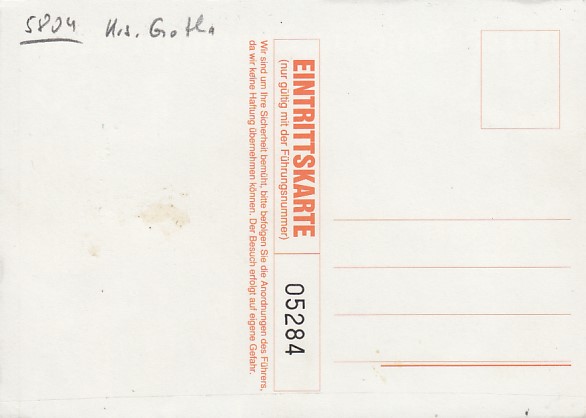 5804 Krs. Gotha
EINTRITTSKARTE
(nur gültig mit der Führungsnummer)
05284
Wir sind um Ihre Sicherheit bemüht, bitte befolgen Sie die Anordnungen des Führers,
da wir keine Haftung übernehmen können. Der Besuch erfolgt auf eigene Gefahr.